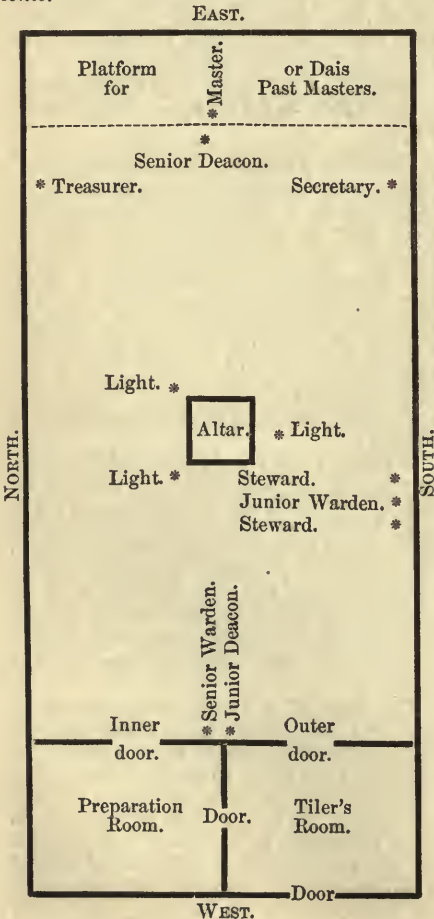 EAST.
Platform
for
Master.
or Dais
Past Masters.
Senior Deacon.
Treasurer.
Secretary.
Light.
Altar.
Light.
Light.
Steward.
Junior Warden.
Steward.
NORTH.
SOUTH.
Senior Warden.
Junior Deacon.
Inner
door.
Outer
door.
Preparation
Room.
Door.
Tiler's
Room.
Door
WEST.